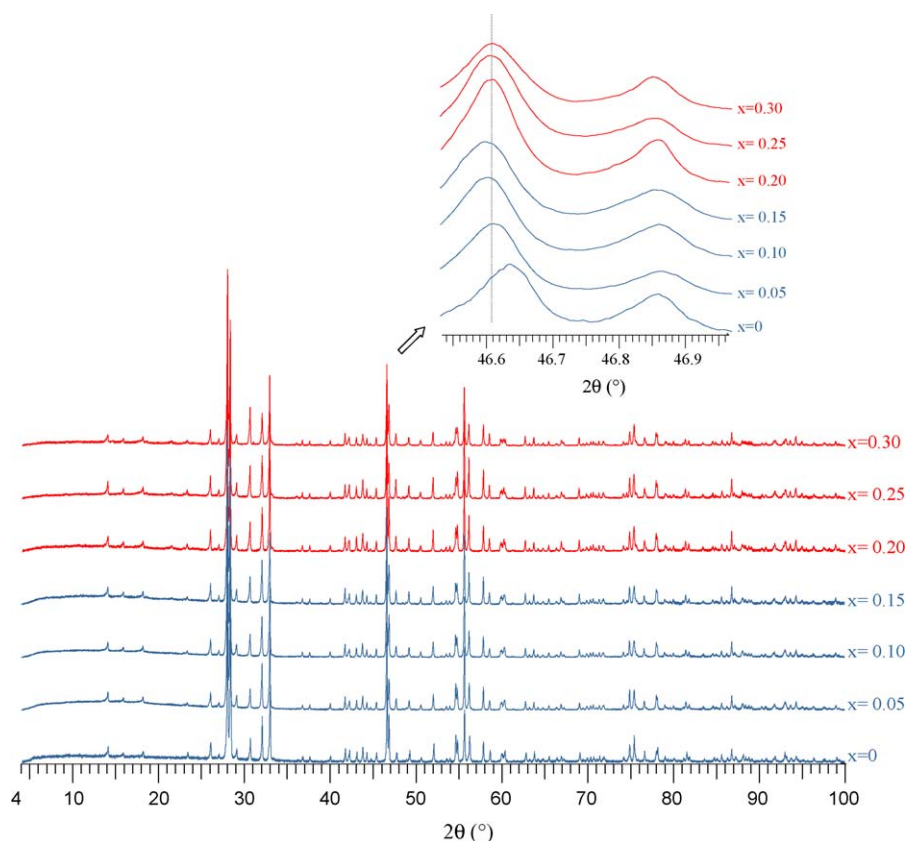 x=0.30
x= 0.25
x= 0.20
x= 0.15
x= 0.10
x= 0.05
x=0
46.6 46.7 46.8 46.9
2θ (°)
x=0.30
x= 0.25
x= 0.20
x= 0.15
x= 0.10
x= 0.05
x=0
4 10 20 30 40 50 60 70 80 90 100
2θ (°)